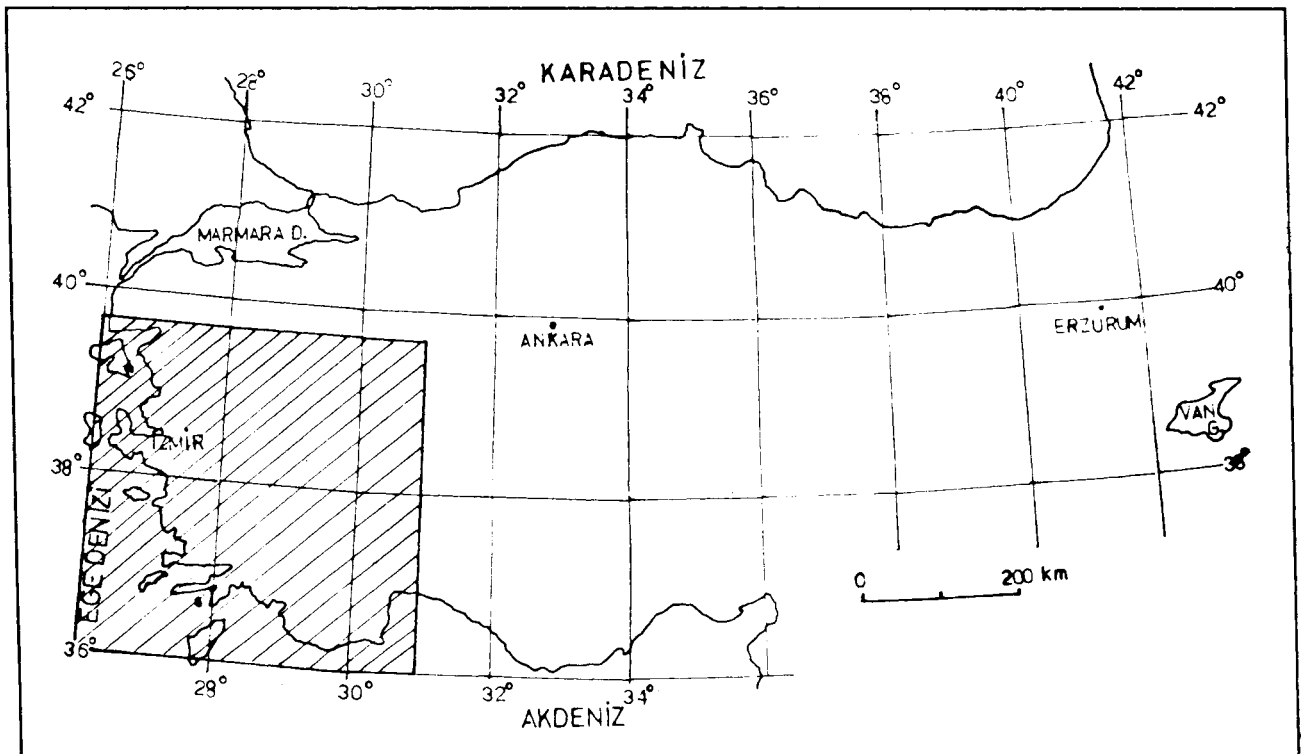 KARADENİZ
26° 28° 30° 32° 34° 36° 38° 40° 42°
42° 42°
MARMARA D.
40° 40°
ANKARA ERZURUM
VAN
G.
İZMİR
38° 38
EGE DENİZİ
0 200 km
36°
28° 30° 32° 34°
AKDENİZ